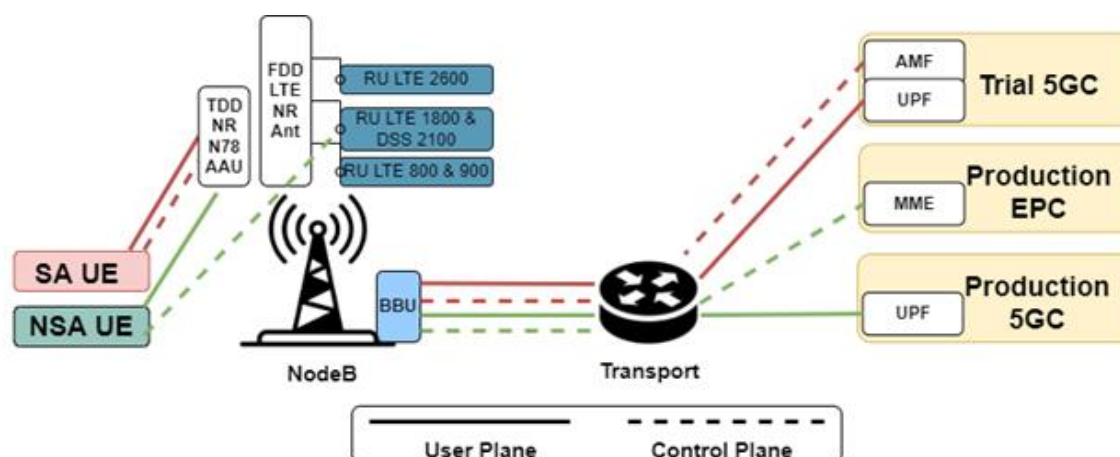 FDD
LTE
NR
Ant
TDD
NR
N78
AAU
RU LTE 2600
RU LTE 1800 &
DSS 2100
RU LTE 800 & 900
SA UE
NSA UE
BBU
NodeB
Transport
AMF
UPF
Trial 5GC
MME
Production
EPC
UPF
Production
5GC
User Plane
Control Plane